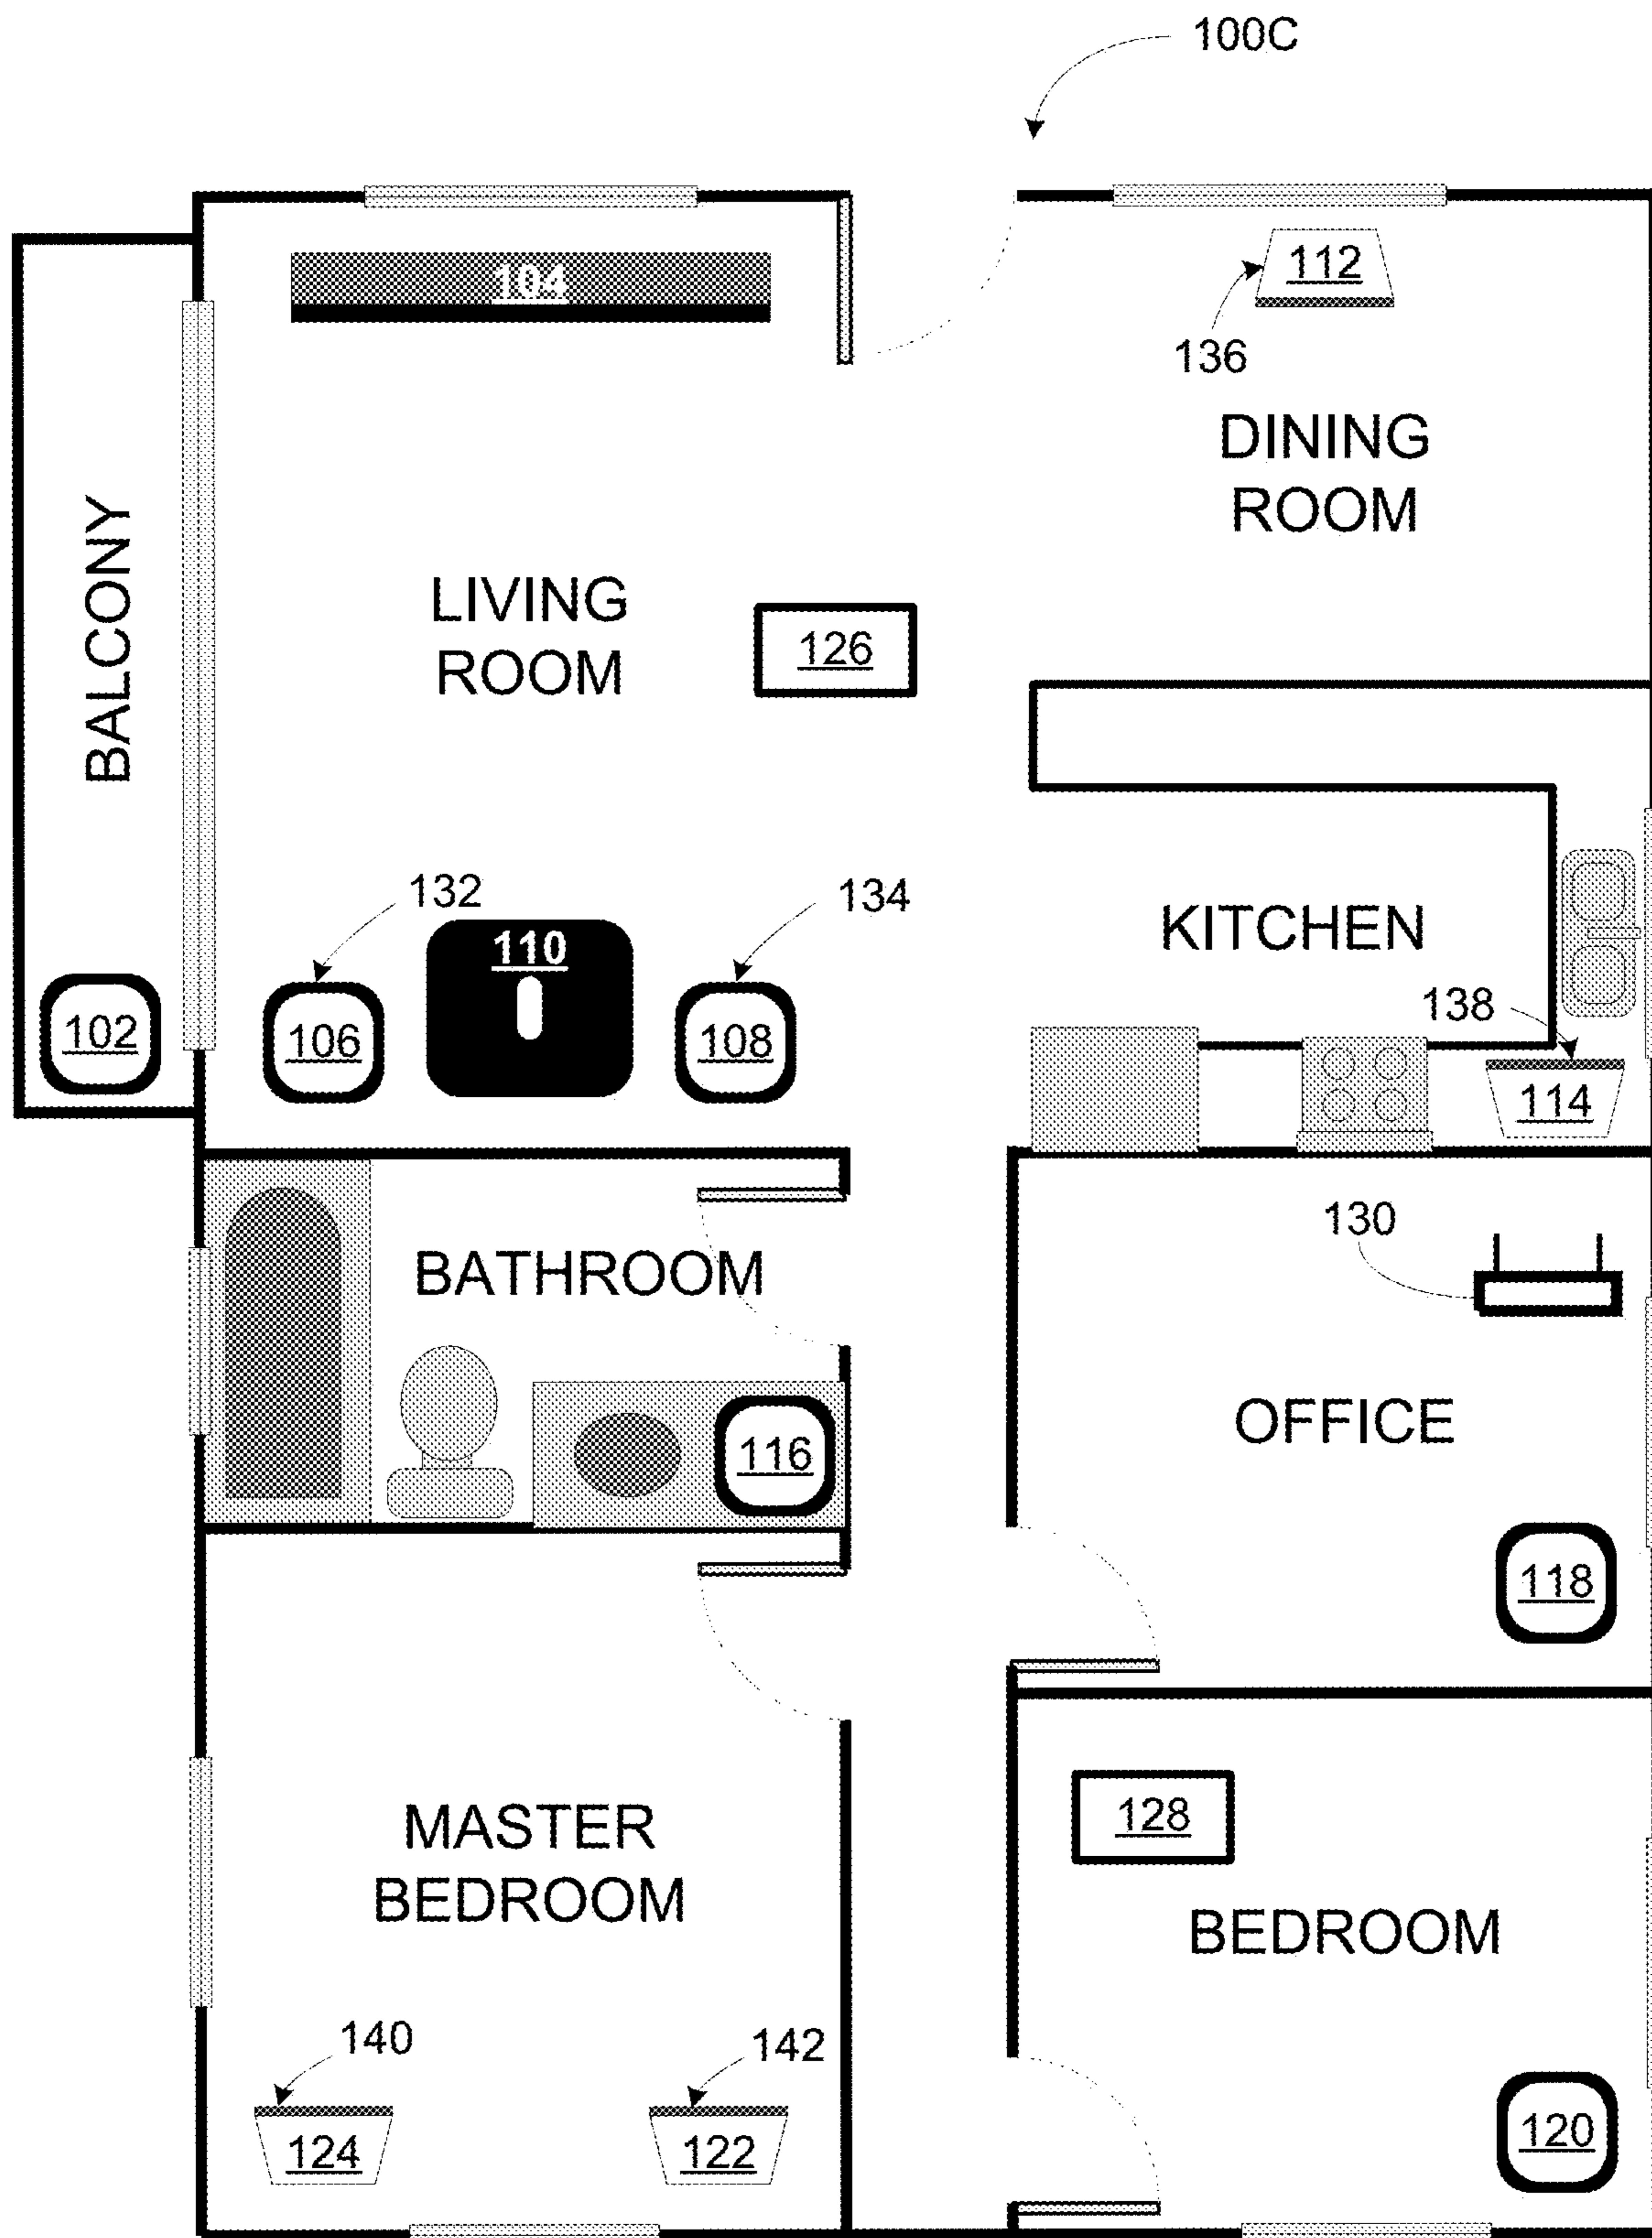 100C
104
112
136
DINING
ROOM
BALCONY
LIVING
ROOM
126
132
134
110
KITCHEN
102
106
108
138
114
130
BATHROOM
OFFICE
116
118
MASTER
BEDROOM
128
BEDROOM
140
142
124
122
120